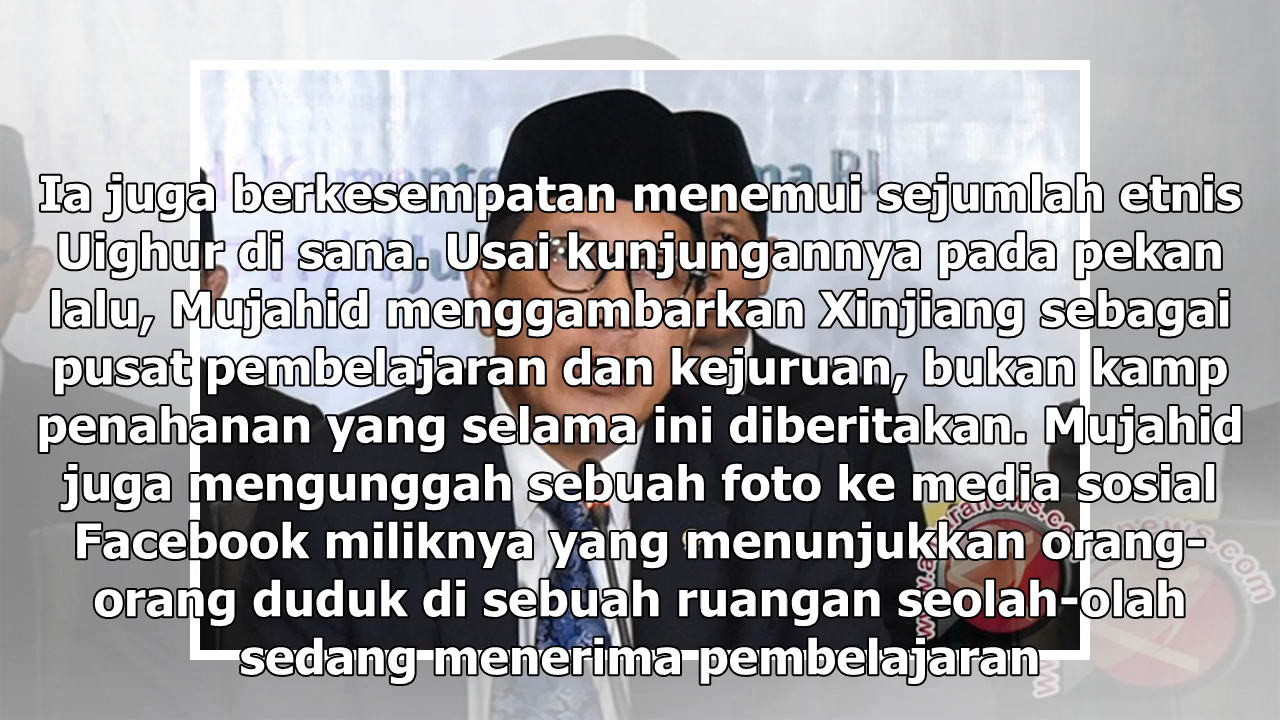 Ia juga berkesempatan menemui sejumlah etnis
Uighur di sana. Usai kunjungannya pada pekan
lalu, Mujahid menggambarkan Xinjiang sebagai
pusat pembelajaran dan kejuruan, bukan kamp
penahanan yang selama ini diberitakan. Mujahid
juga mengunggah sebuah foto ke media sosial
Facebook miliknya yang menunjukkan orang-
orang duduk di sebuah ruangan seolah-olah
sedang menerima pembelajaran